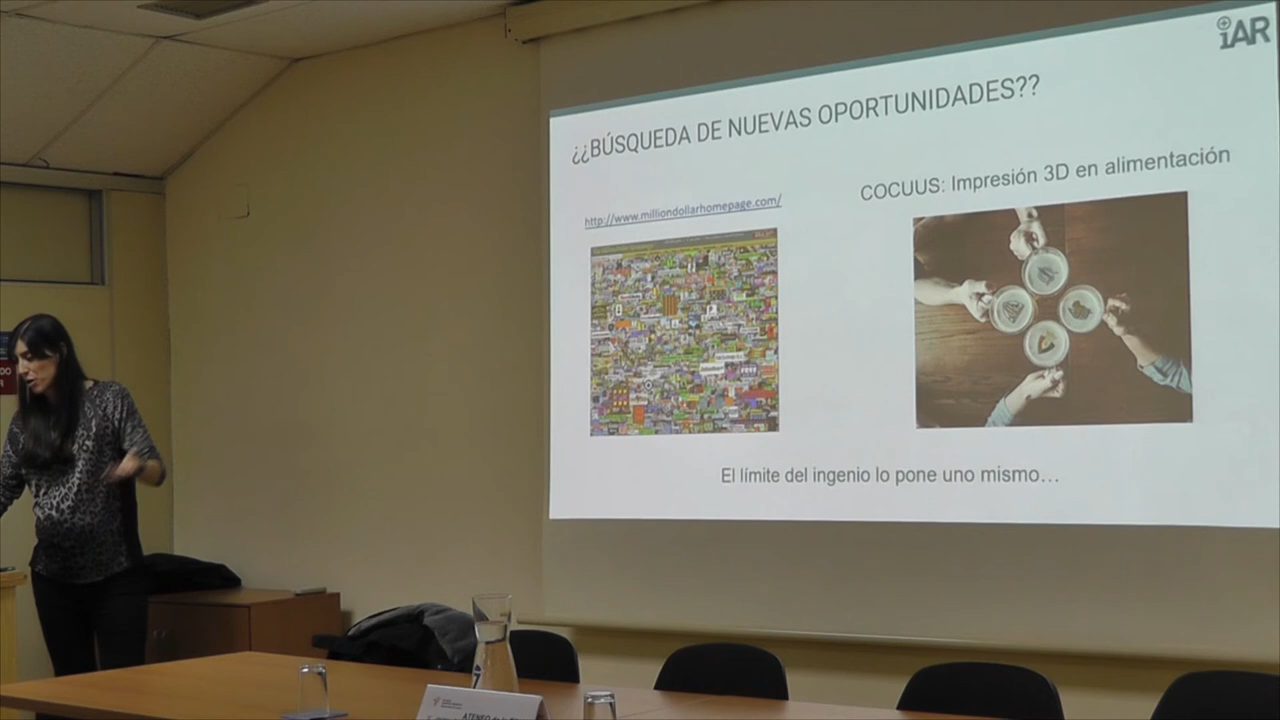 iAR
¿¿BÚSQUEDA DE NUEVAS OPORTUNIDADES??
http://www.milliondollarhomepage.com/
COCUUS: Impresión 3D en alimentación
El límite del ingenio lo pone uno mismo…
ATENEO